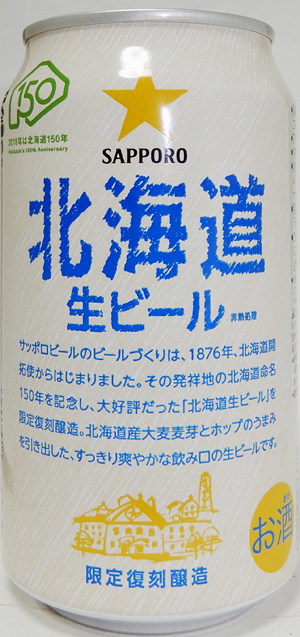 150
2018年は北海道150年
Hokkaido's 150th Anniversary
SAPPORO
北海道
生ビール 非熱処理
サッポロビールのビールづくりは、1876年、北海道開
拓使からはじまりました。その発祥地の北海道命名
150年を記念し、大好評だった「北海道生ビール」を
限定復刻醸造。北海道産大麦麦芽とホップのうまみ
を引き出した、すっきり爽やかな飲み口の生ビールです。
お酒
限定復刻醸造